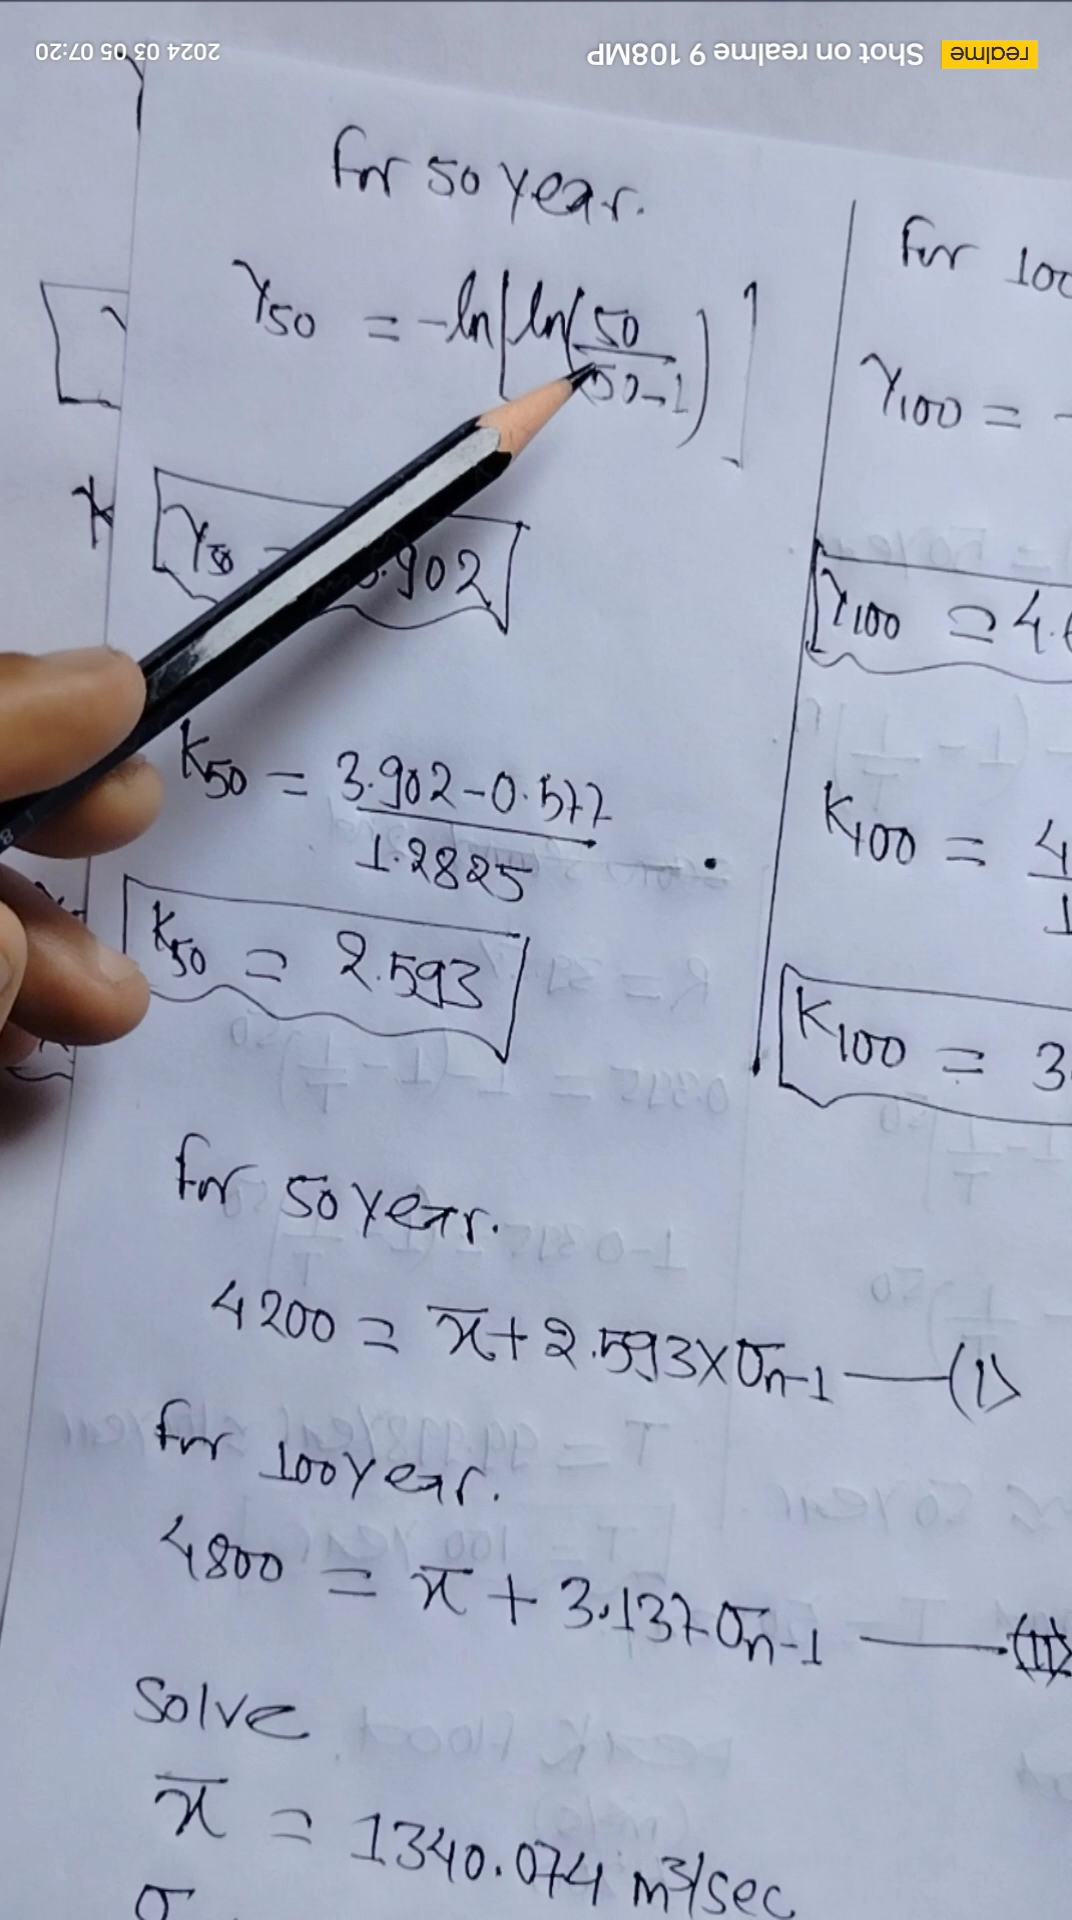 realme Shot on realme 9 108MP
2024 03 05 07:20
for 50 year.
Y50 = -ln[ln(50/50-1)]
Y50 = 3.902
K50 = 3.902-0.577
1.2825
K50 = 2.593
for 100
Y100 = -
Y100 = 4.6
K100 = 4
1
K100 = 3.
for 50 year.
4200 = x̄ + 2.593×σn-1 —(I)
for 100 year.
4800 = x̄ + 3.137σn-1 —(II)
Solve
x̄ = 1340.074 m³/sec
σ